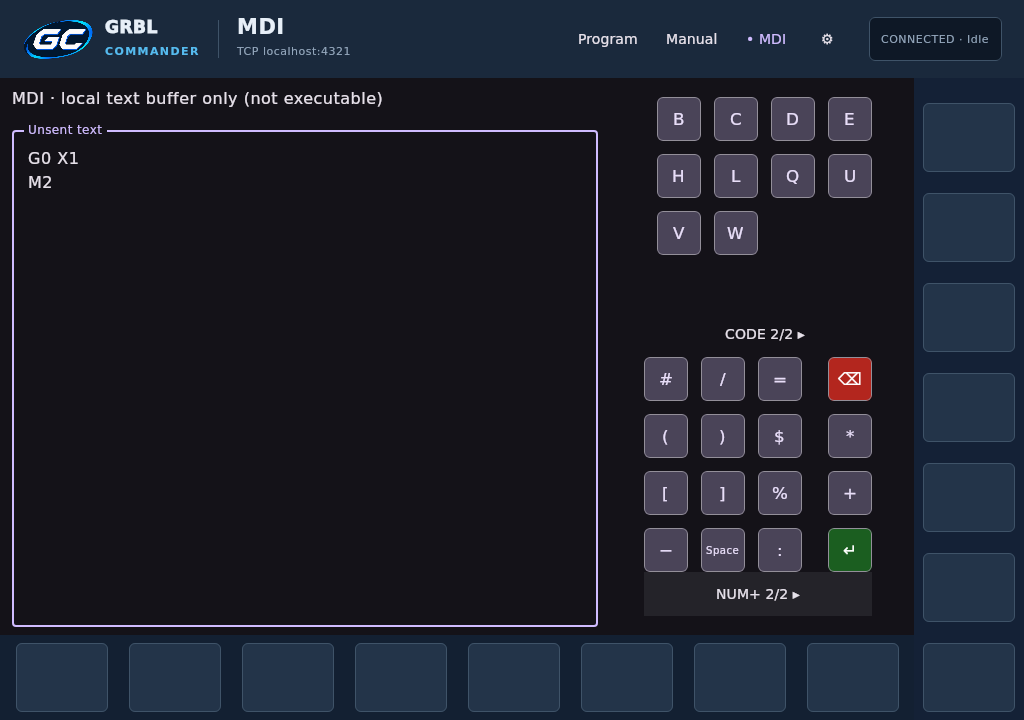 GC GRBL COMMANDER
MDI
TCP localhost:4321
Program Manual • MDI ⚙
CONNECTED · Idle
MDI · local text buffer only (not executable)
Unsent text
G0 X1
M2
B C D E
H L Q U
V W
CODE 2/2 ▸
# / = ⌫
( ) $ *
[ ] % +
− Space : ↵
NUM+ 2/2 ▸